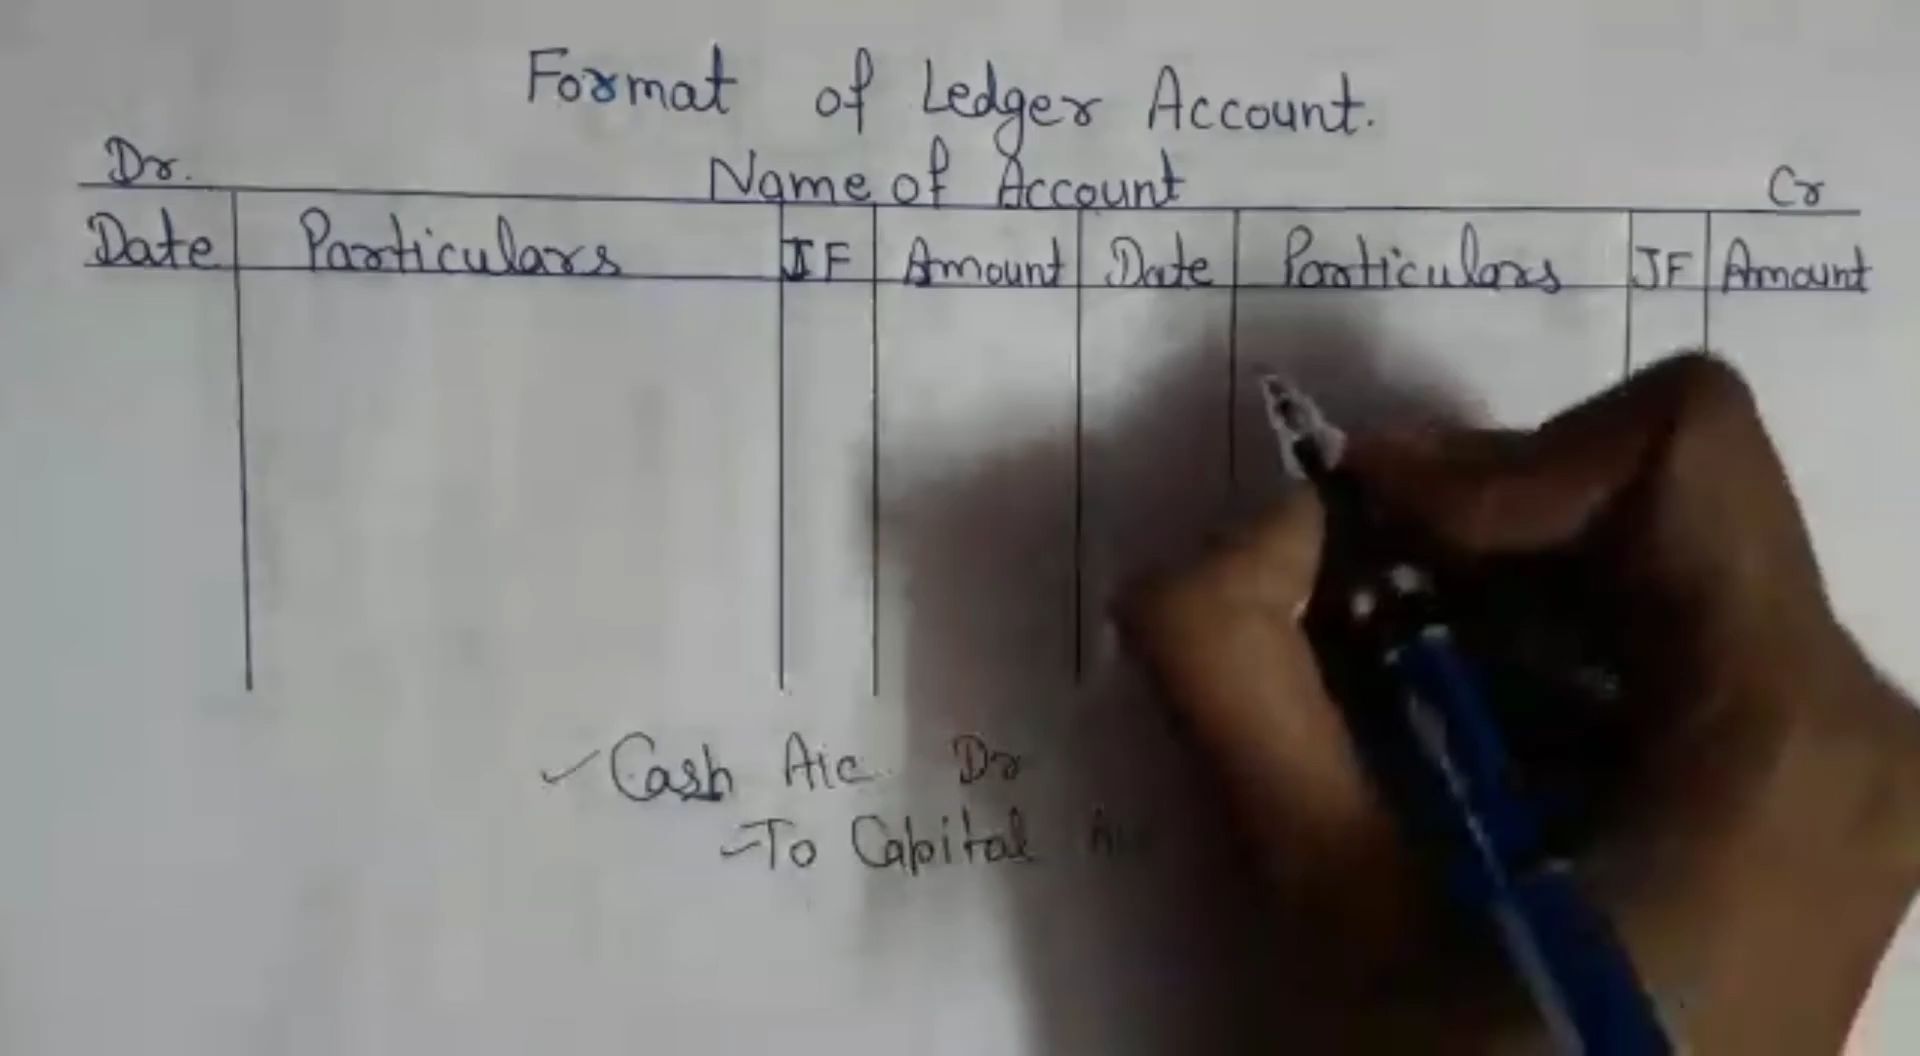 Format of Ledger Account.
Dr. Name of Account Cr
Date Particulars JF Amount Date Particulars JF Amount
Cash A/c Dr
To Capital